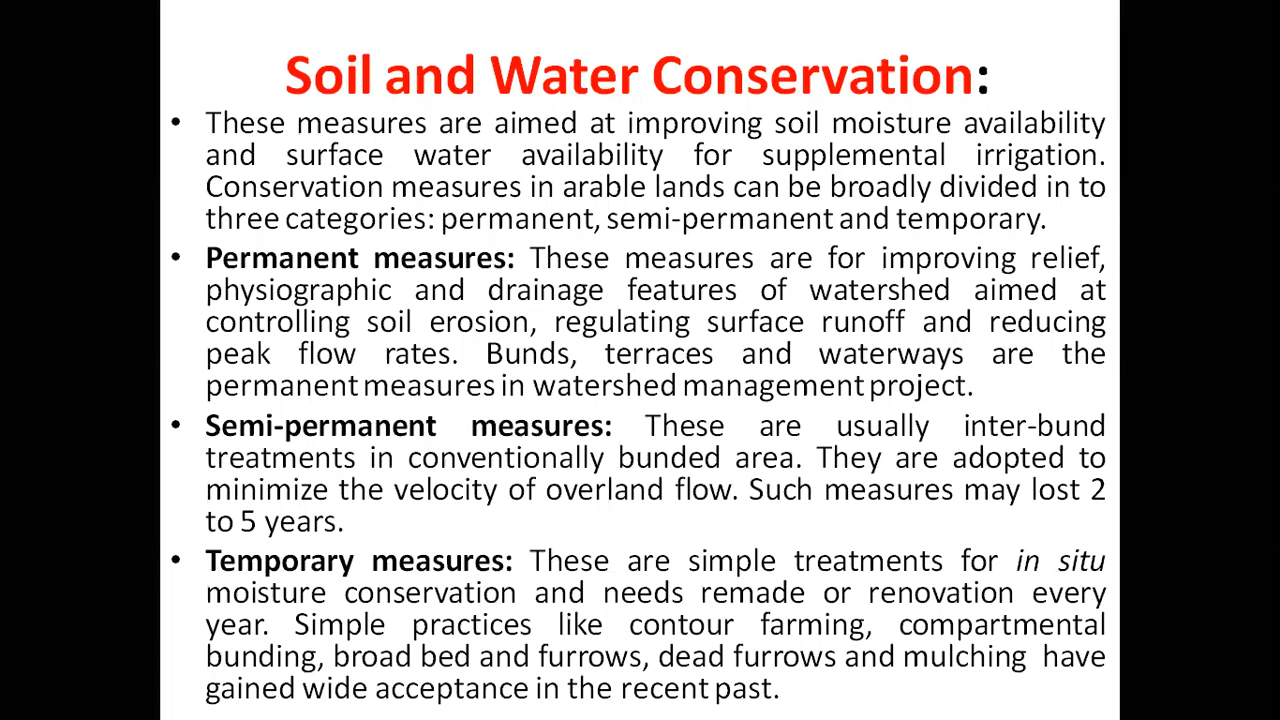 Soil and Water Conservation:
• These measures are aimed at improving soil moisture availability
and surface water availability for supplemental irrigation.
Conservation measures in arable lands can be broadly divided in to
three categories: permanent, semi-permanent and temporary.
• Permanent measures: These measures are for improving relief,
physiographic and drainage features of watershed aimed at
controlling soil erosion, regulating surface runoff and reducing
peak flow rates. Bunds, terraces and waterways are the
permanent measures in watershed management project.
• Semi-permanent measures: These are usually inter-bund
treatments in conventionally bunded area. They are adopted to
minimize the velocity of overland flow. Such measures may lost 2
to 5 years.
• Temporary measures: These are simple treatments for in situ
moisture conservation and needs remade or renovation every
year. Simple practices like contour farming, compartmental
bunding, broad bed and furrows, dead furrows and mulching have
gained wide acceptance in the recent past.